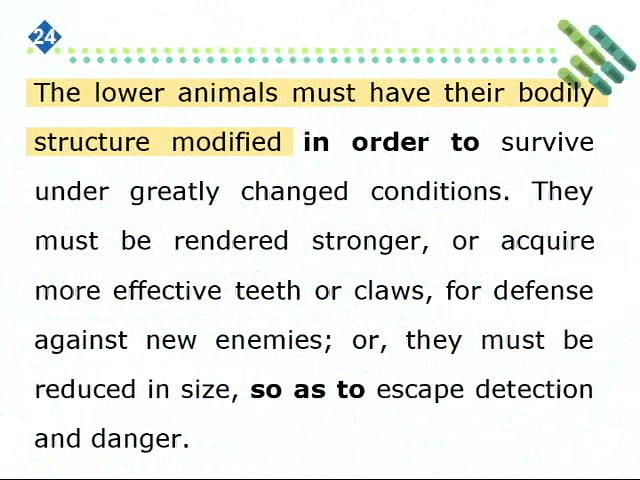 24
The lower animals must have their bodily
structure modified in order to survive
under greatly changed conditions. They
must be rendered stronger, or acquire
more effective teeth or claws, for defense
against new enemies; or, they must be
reduced in size, so as to escape detection
and danger.